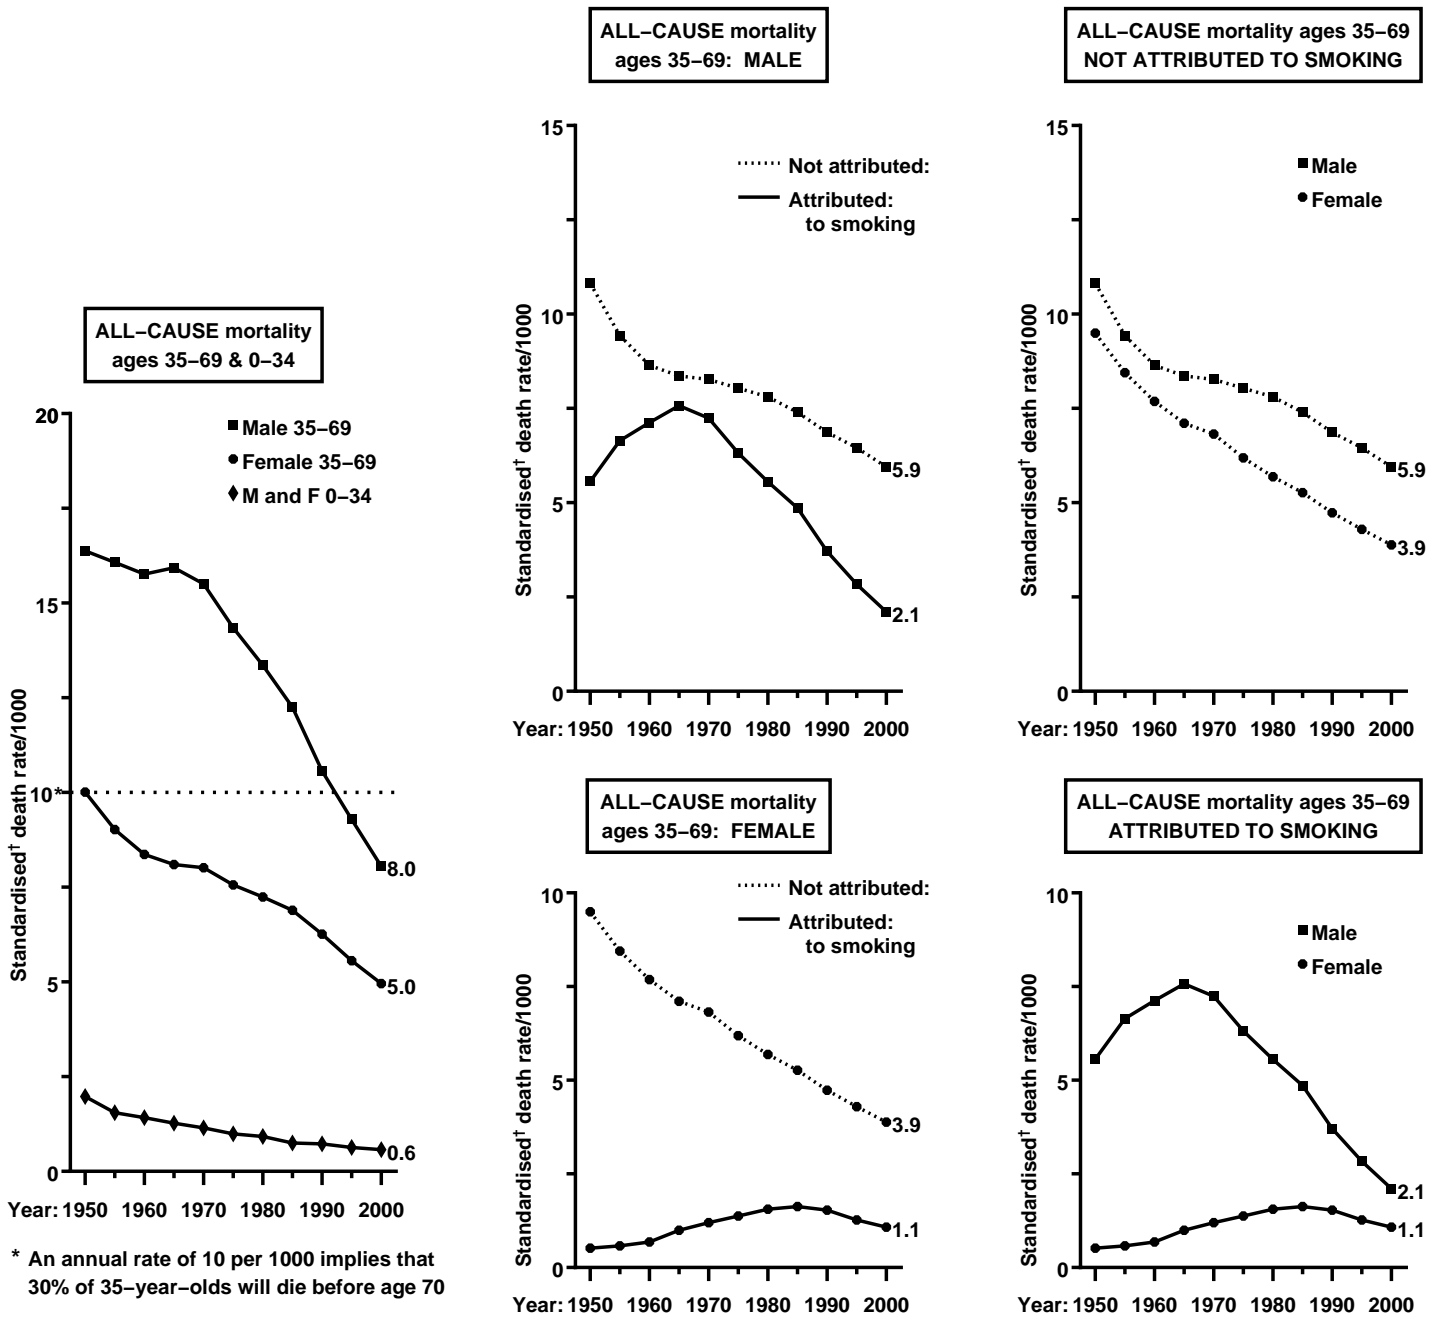 ALL–CAUSE mortality
ages 35–69 & 0–34
20
15
10*
5
0
Standardised† death rate/1000
Male 35–69
Female 35–69
M and F 0–34
8.0
5.0
0.6
Year: 1950 1960 1970 1980 1990 2000
* An annual rate of 10 per 1000 implies that
30% of 35–year–olds will die before age 70
ALL–CAUSE mortality
ages 35–69: MALE
15
10
5
0
Standardised† death rate/1000
Not attributed:
Attributed:
to smoking
5.9
2.1
Year: 1950 1960 1970 1980 1990 2000
ALL–CAUSE mortality ages 35–69
NOT ATTRIBUTED TO SMOKING
15
10
5
0
Standardised† death rate/1000
Male
Female
5.9
3.9
Year: 1950 1960 1970 1980 1990 2000
ALL–CAUSE mortality
ages 35–69: FEMALE
10
5
0
Standardised† death rate/1000
Not attributed:
Attributed:
to smoking
3.9
1.1
Year: 1950 1960 1970 1980 1990 2000
ALL–CAUSE mortality ages 35–69
ATTRIBUTED TO SMOKING
10
5
0
Standardised† death rate/1000
Male
Female
2.1
1.1
Year: 1950 1960 1970 1980 1990 2000